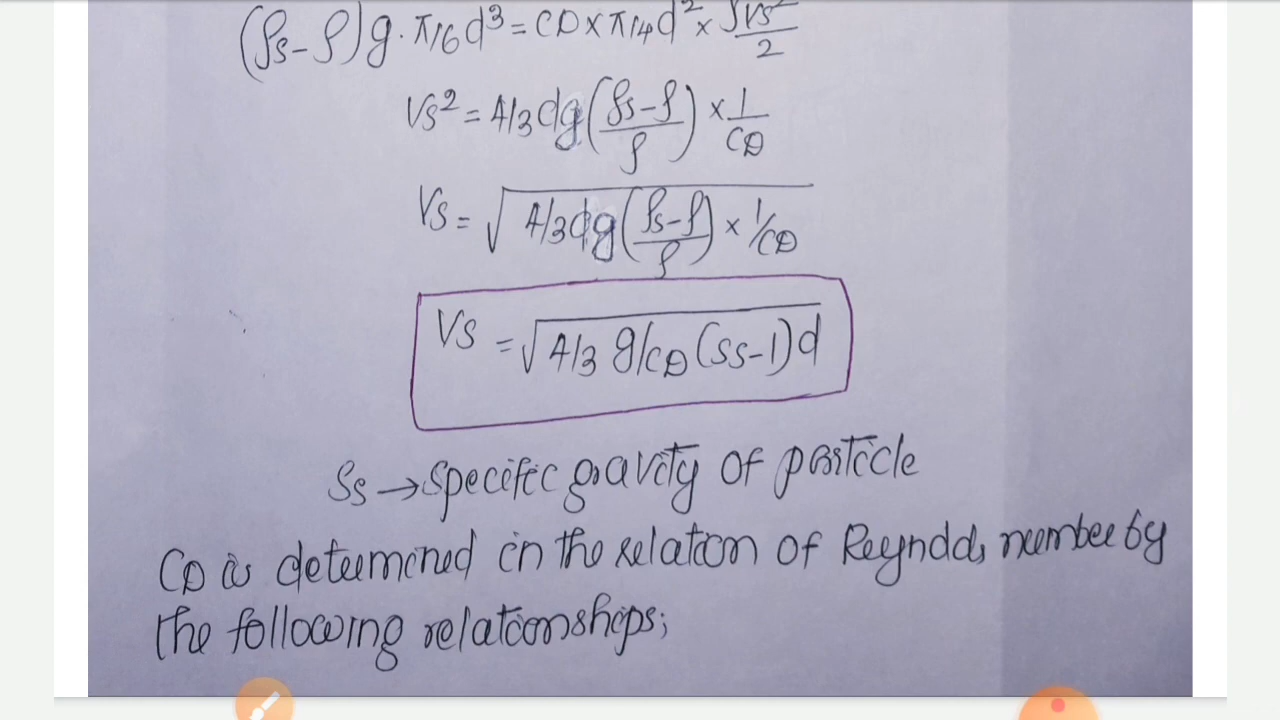 (ρs-ρ)g.π/6d³=CD×π/4d²×ρVs²/2
Vs²=4/3dg(ρs-ρ/ρ)×1/CD
Vs=√4/3dg(ρs-ρ/ρ)×1/CD
Vs=√4/3 g/CD(Ss-1)d
Ss→specific gravity of particle
CD is determined in the relation of Reynolds number by
the following relationships;